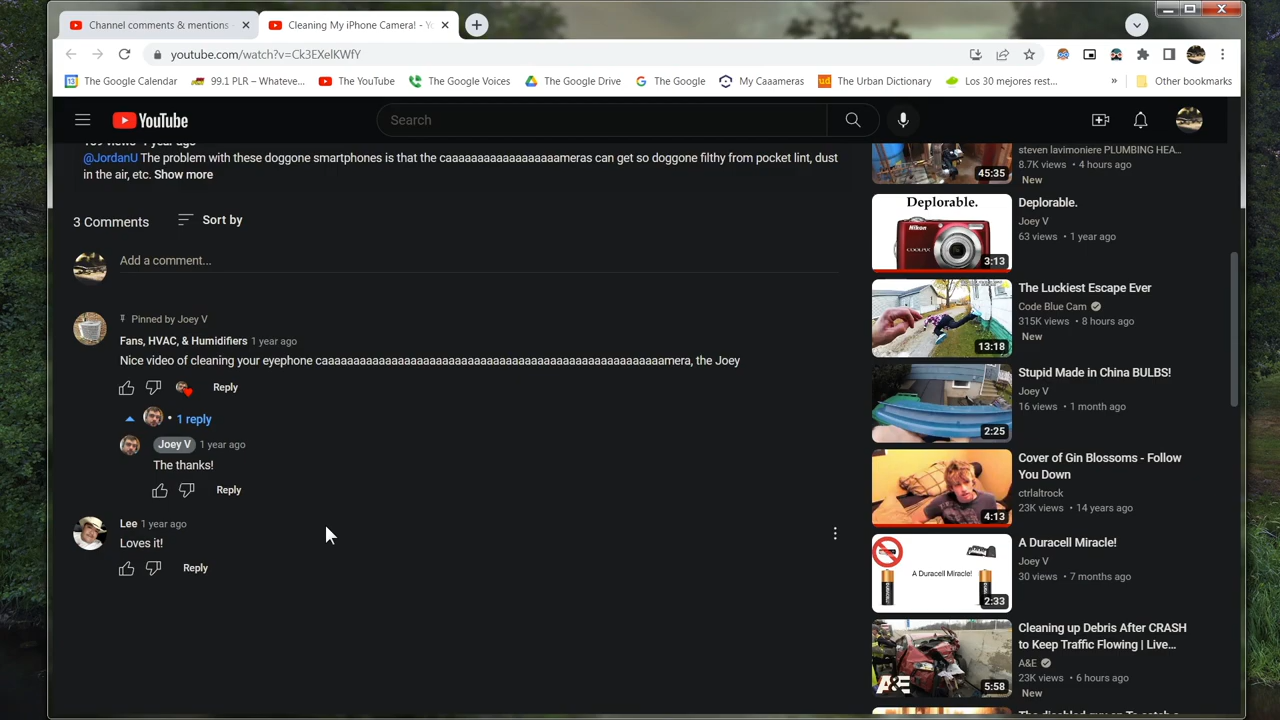 Channel comments & mentions -
Cleaning My iPhone Camera! - Yo
youtube.com/watch?v=Ck3EXelKWfY
The Google Calendar
99.1 PLR – Whateve...
The YouTube
The Google Voices
The Google Drive
The Google
My Caaameras
The Urban Dictionary
Los 30 mejores rest...
»
Other bookmarks
YouTube
Search
views 1 year ago
@JordanU The problem with these doggone smartphones is that the caaaaaaaaaaaaaaaaaameras can get so doggone filthy from pocket lint, dust
in the air, etc. Show more
3 Comments
Sort by
Add a comment...
Pinned by Joey V
Fans, HVAC, & Humidifiers 1 year ago
Nice video of cleaning your eyephone caaaaaaaaaaaaaaaaaaaaaaaaaaaaaaaaaaaaaaaaaaaaaaaaaaaaaamera, the Joey
Reply
• 1 reply
Joey V 1 year ago
The thanks!
Reply
Lee 1 year ago
Loves it!
Reply
steven lavimoniere PLUMBING HEA...
8.7K views • 4 hours ago
New
45:35
Deplorable.
Nikon
COOLPIX
3:13
Deplorable.
Joey V
63 views • 1 year ago
13:18
The Luckiest Escape Ever
Code Blue Cam
315K views • 8 hours ago
New
2:25
Stupid Made in China BULBS!
Joey V
16 views • 1 month ago
4:13
Cover of Gin Blossoms - Follow
You Down
ctrlaltrock
23K views • 14 years ago
A Duracell Miracle!
2:33
A Duracell Miracle!
Joey V
30 views • 7 months ago
A&E
5:58
Cleaning up Debris After CRASH
to Keep Traffic Flowing | Live...
A&E
23K views • 6 hours ago
New